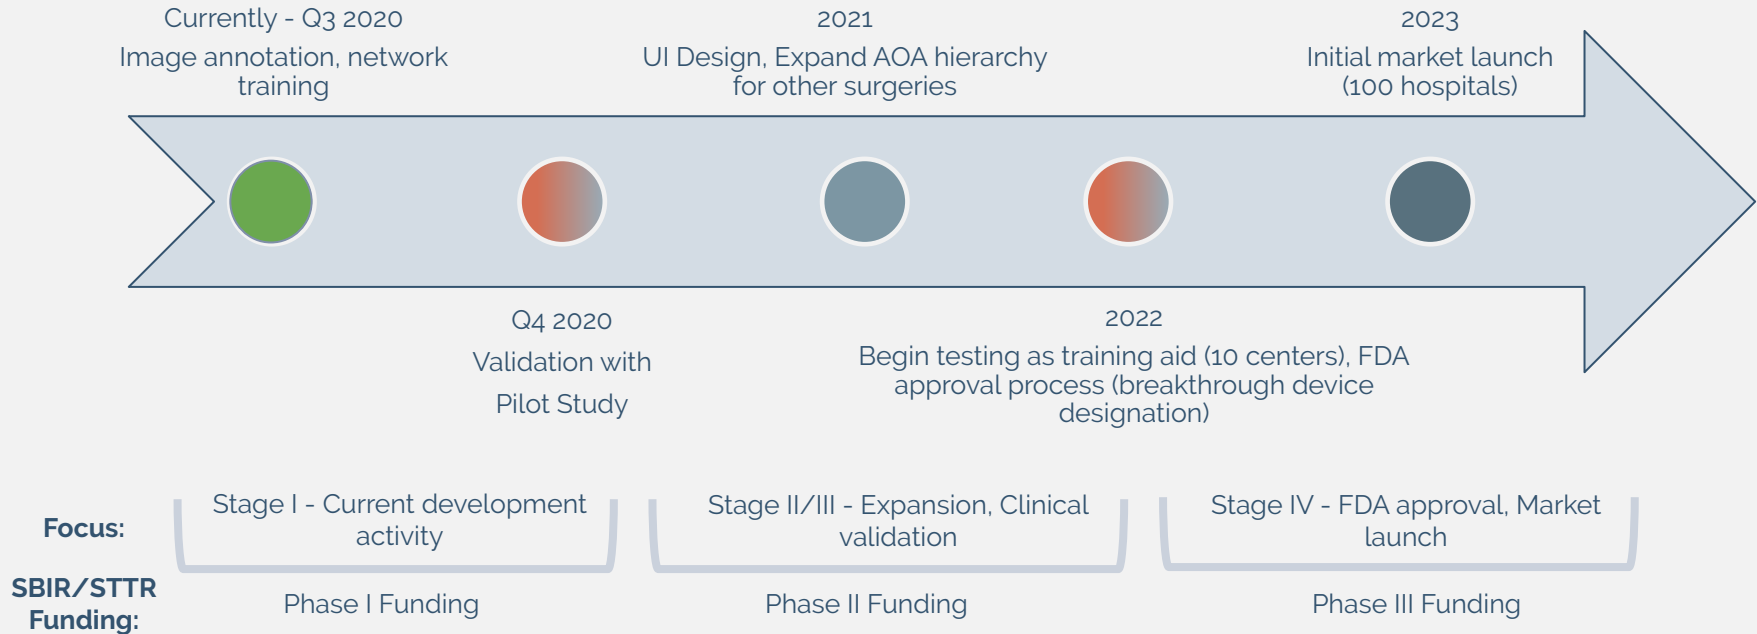 Currently - Q3 2020
Image annotation, network
training
2021
UI Design, Expand AOA hierarchy
for other surgeries
2023
Initial market launch
(100 hospitals)
Q4 2020
Validation with
Pilot Study
2022
Begin testing as training aid (10 centers), FDA
approval process (breakthrough device
designation)
Focus:
Stage I - Current development
activity
Stage II/III - Expansion, Clinical
validation
Stage IV - FDA approval, Market
launch
SBIR/STTR
Funding:
Phase I Funding
Phase II Funding
Phase III Funding